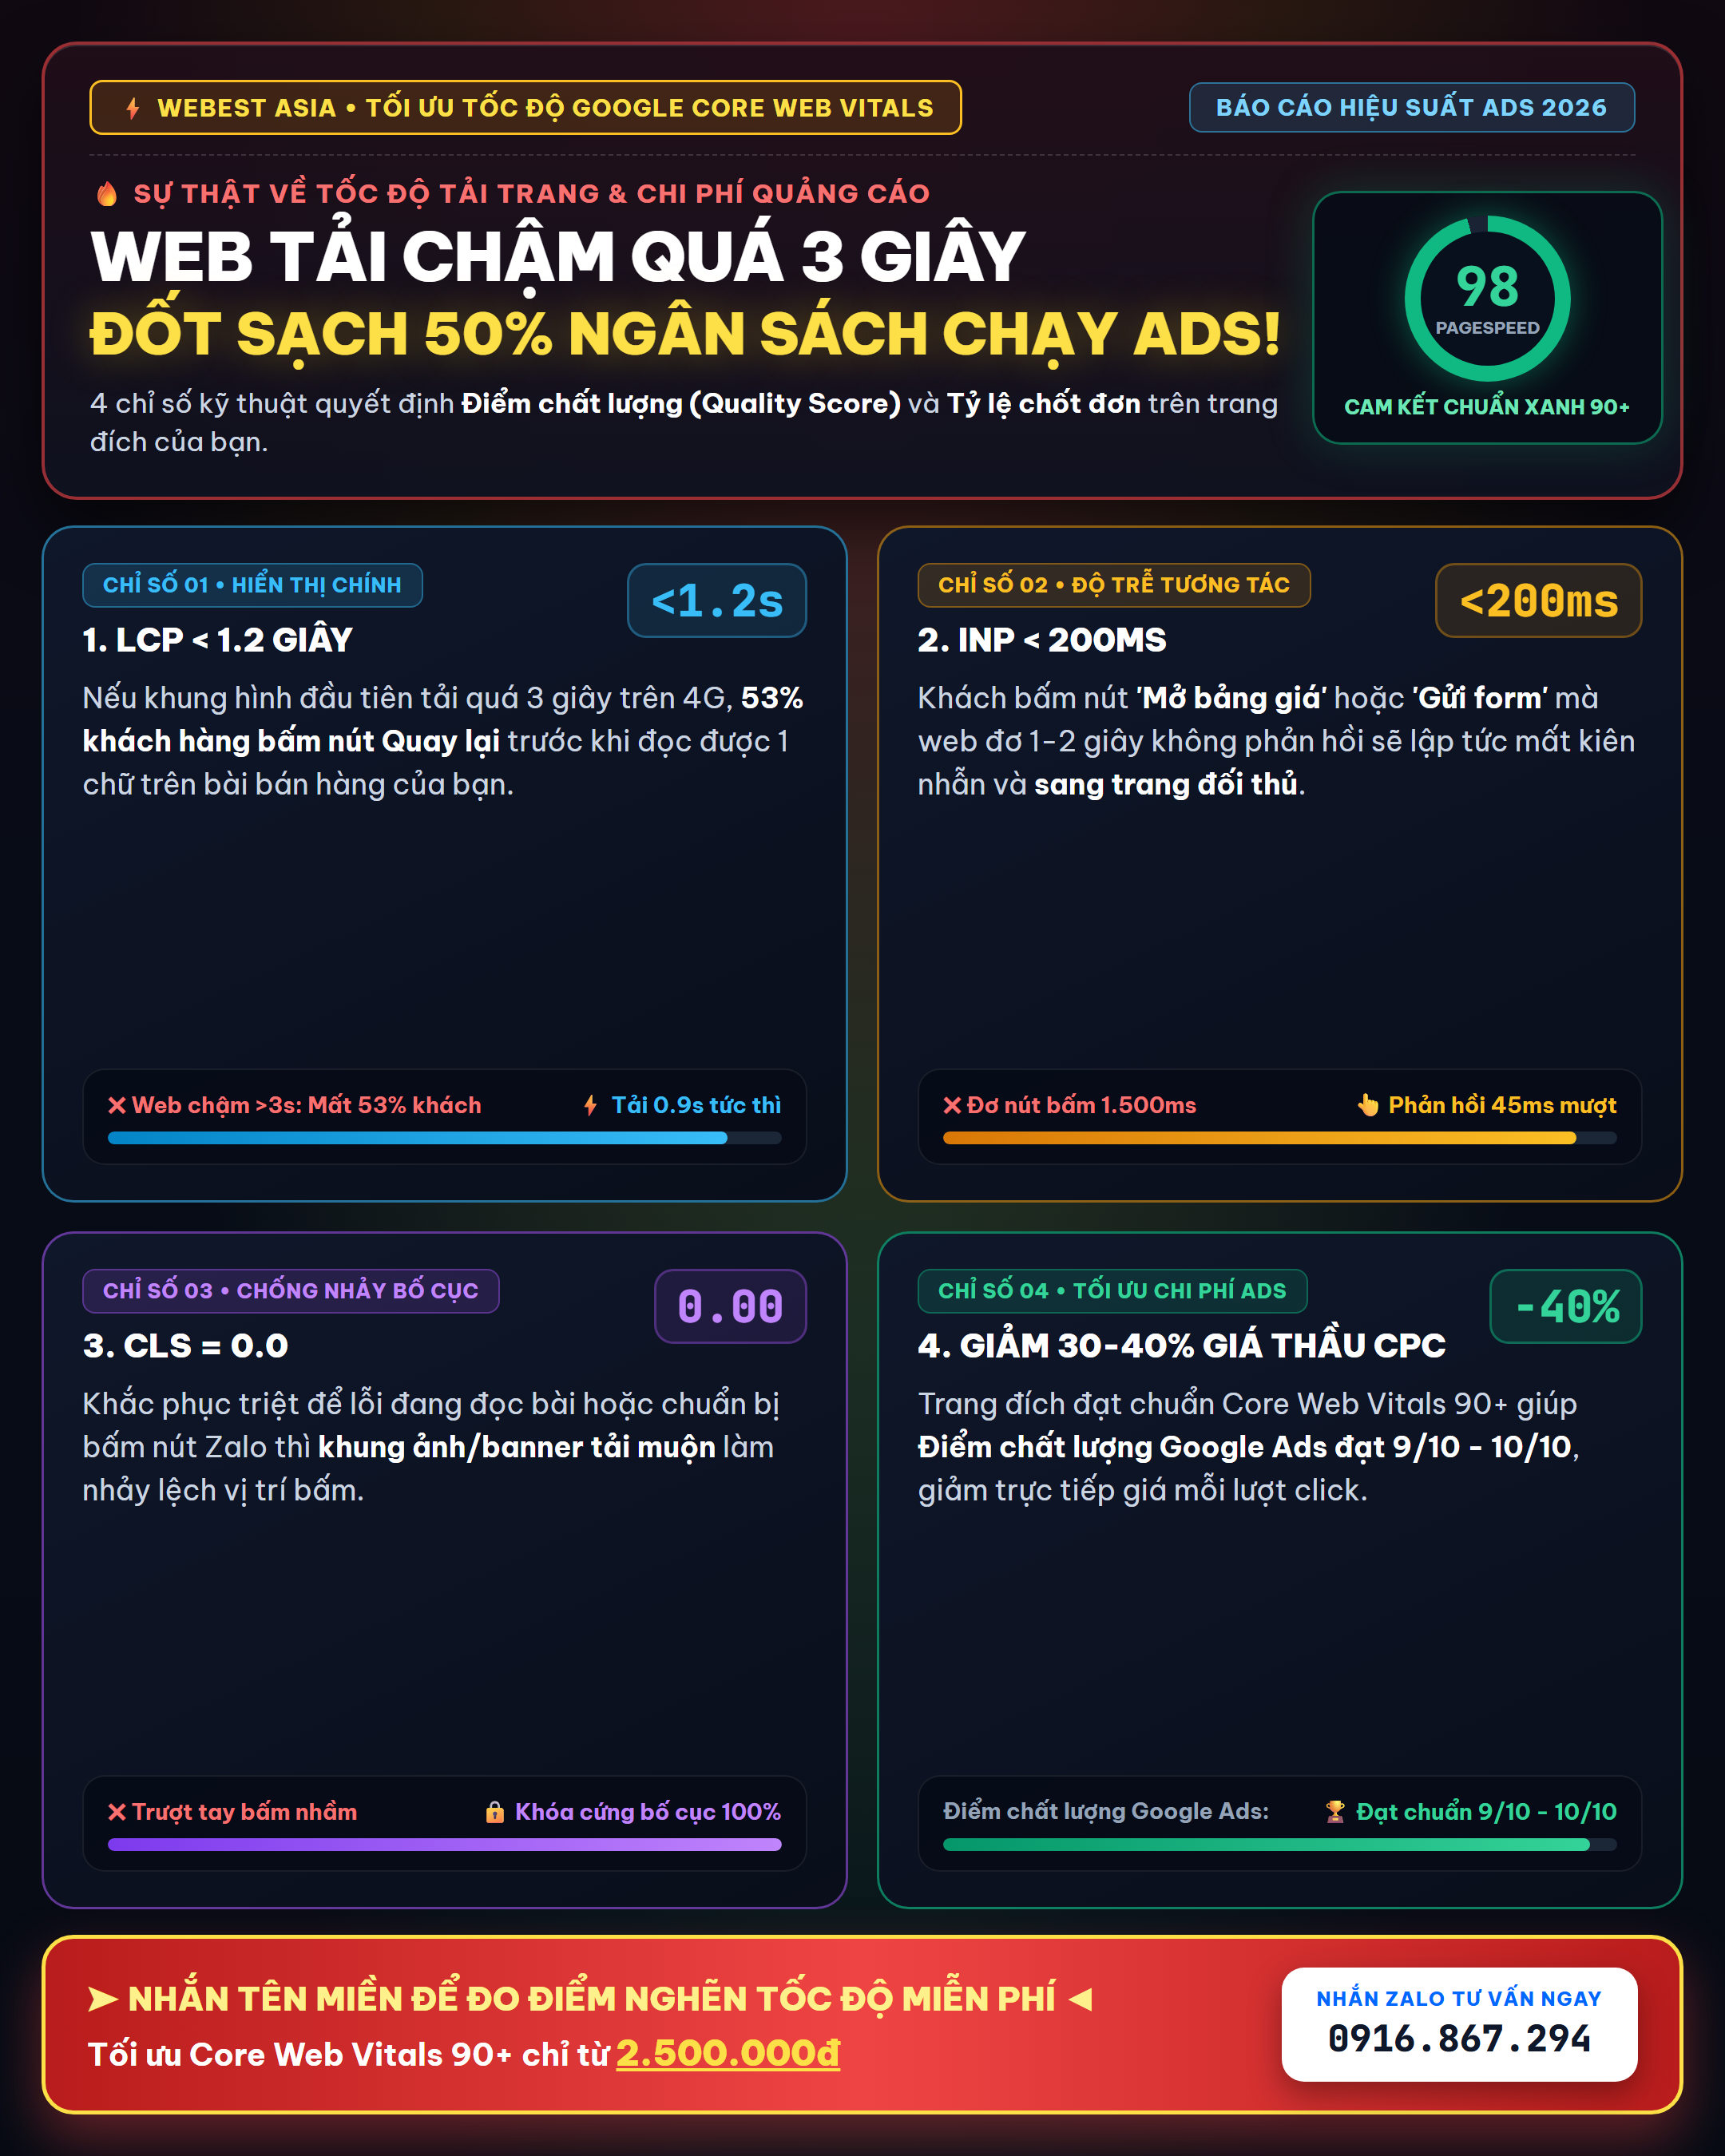 WEBEST ASIA • TỐI ƯU TỐC ĐỘ GOOGLE CORE WEB VITALS
BÁO CÁO HIỆU SUẤT ADS 2026
SỰ THẬT VỀ TỐC ĐỘ TẢI TRANG & CHI PHÍ QUẢNG CÁO
WEB TẢI CHẬM QUÁ 3 GIÂY
ĐỐT SẠCH 50% NGÂN SÁCH CHẠY ADS!
4 chỉ số kỹ thuật quyết định Điểm chất lượng (Quality Score) và Tỷ lệ chốt đơn trên trang
đích của bạn.
98
PAGESPEED
CAM KẾT CHUẨN XANH 90+
CHỈ SỐ 01 • HIỂN THỊ CHÍNH
<1.2s
1. LCP < 1.2 GIÂY
Nếu khung hình đầu tiên tải quá 3 giây trên 4G, 53%
khách hàng bấm nút Quay lại trước khi đọc được 1
chữ trên bài bán hàng của bạn.
❌ Web chậm >3s: Mất 53% khách
⚡ Tải 0.9s tức thì
CHỈ SỐ 02 • ĐỘ TRỄ TƯƠNG TÁC
<200ms
2. INP < 200MS
Khách bấm nút 'Mở bảng giá' hoặc 'Gửi form' mà
web đơ 1-2 giây không phản hồi sẽ lập tức mất kiên
nhẫn và sang trang đối thủ.
❌ Đơ nút bấm 1.500ms
👆 Phản hồi 45ms mượt
CHỈ SỐ 03 • CHỐNG NHẢY BỐ CỤC
0.00
3. CLS = 0.0
Khắc phục triệt để lỗi đang đọc bài hoặc chuẩn bị
bấm nút Zalo thì khung ảnh/banner tải muộn làm
nhảy lệch vị trí bấm.
❌ Trượt tay bấm nhầm
🔒 Khóa cứng bố cục 100%
CHỈ SỐ 04 • TỐI ƯU CHI PHÍ ADS
-40%
4. GIẢM 30-40% GIÁ THẦU CPC
Trang đích đạt chuẩn Core Web Vitals 90+ giúp
Điểm chất lượng Google Ads đạt 9/10 - 10/10,
giảm trực tiếp giá mỗi lượt click.
Điểm chất lượng Google Ads:
🏆 Đạt chuẩn 9/10 - 10/10
➤ NHẮN TÊN MIỀN ĐỂ ĐO ĐIỂM NGHẼN TỐC ĐỘ MIỄN PHÍ ◄
Tối ưu Core Web Vitals 90+ chỉ từ 2.500.000đ
NHẮN ZALO TƯ VẤN NGAY
0916.867.294